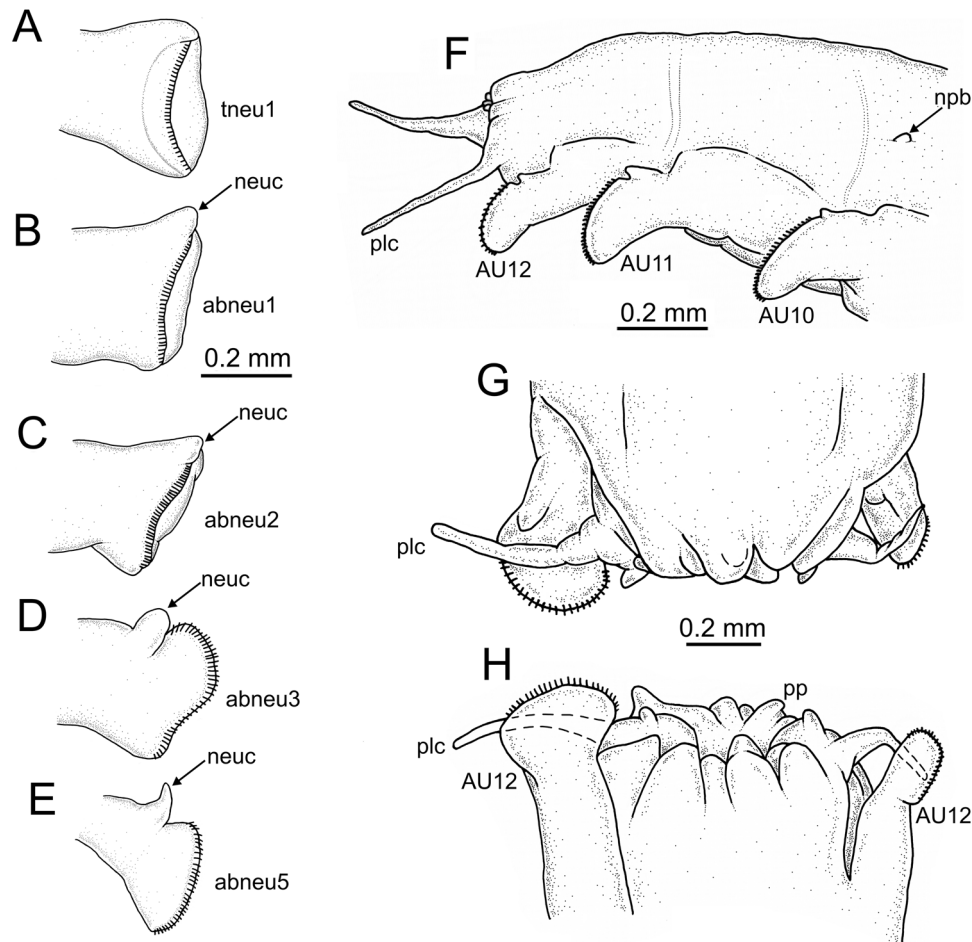 A
tneu1
neuc
B
abneu1
0.2 mm
C
neuc
abneu2
D
neuc
abneu3
E
neuc
abneu5
F
npb
plc
AU12
AU11
AU10
0.2 mm
G
plc
0.2 mm
H
pp
plc
AU12
AU12